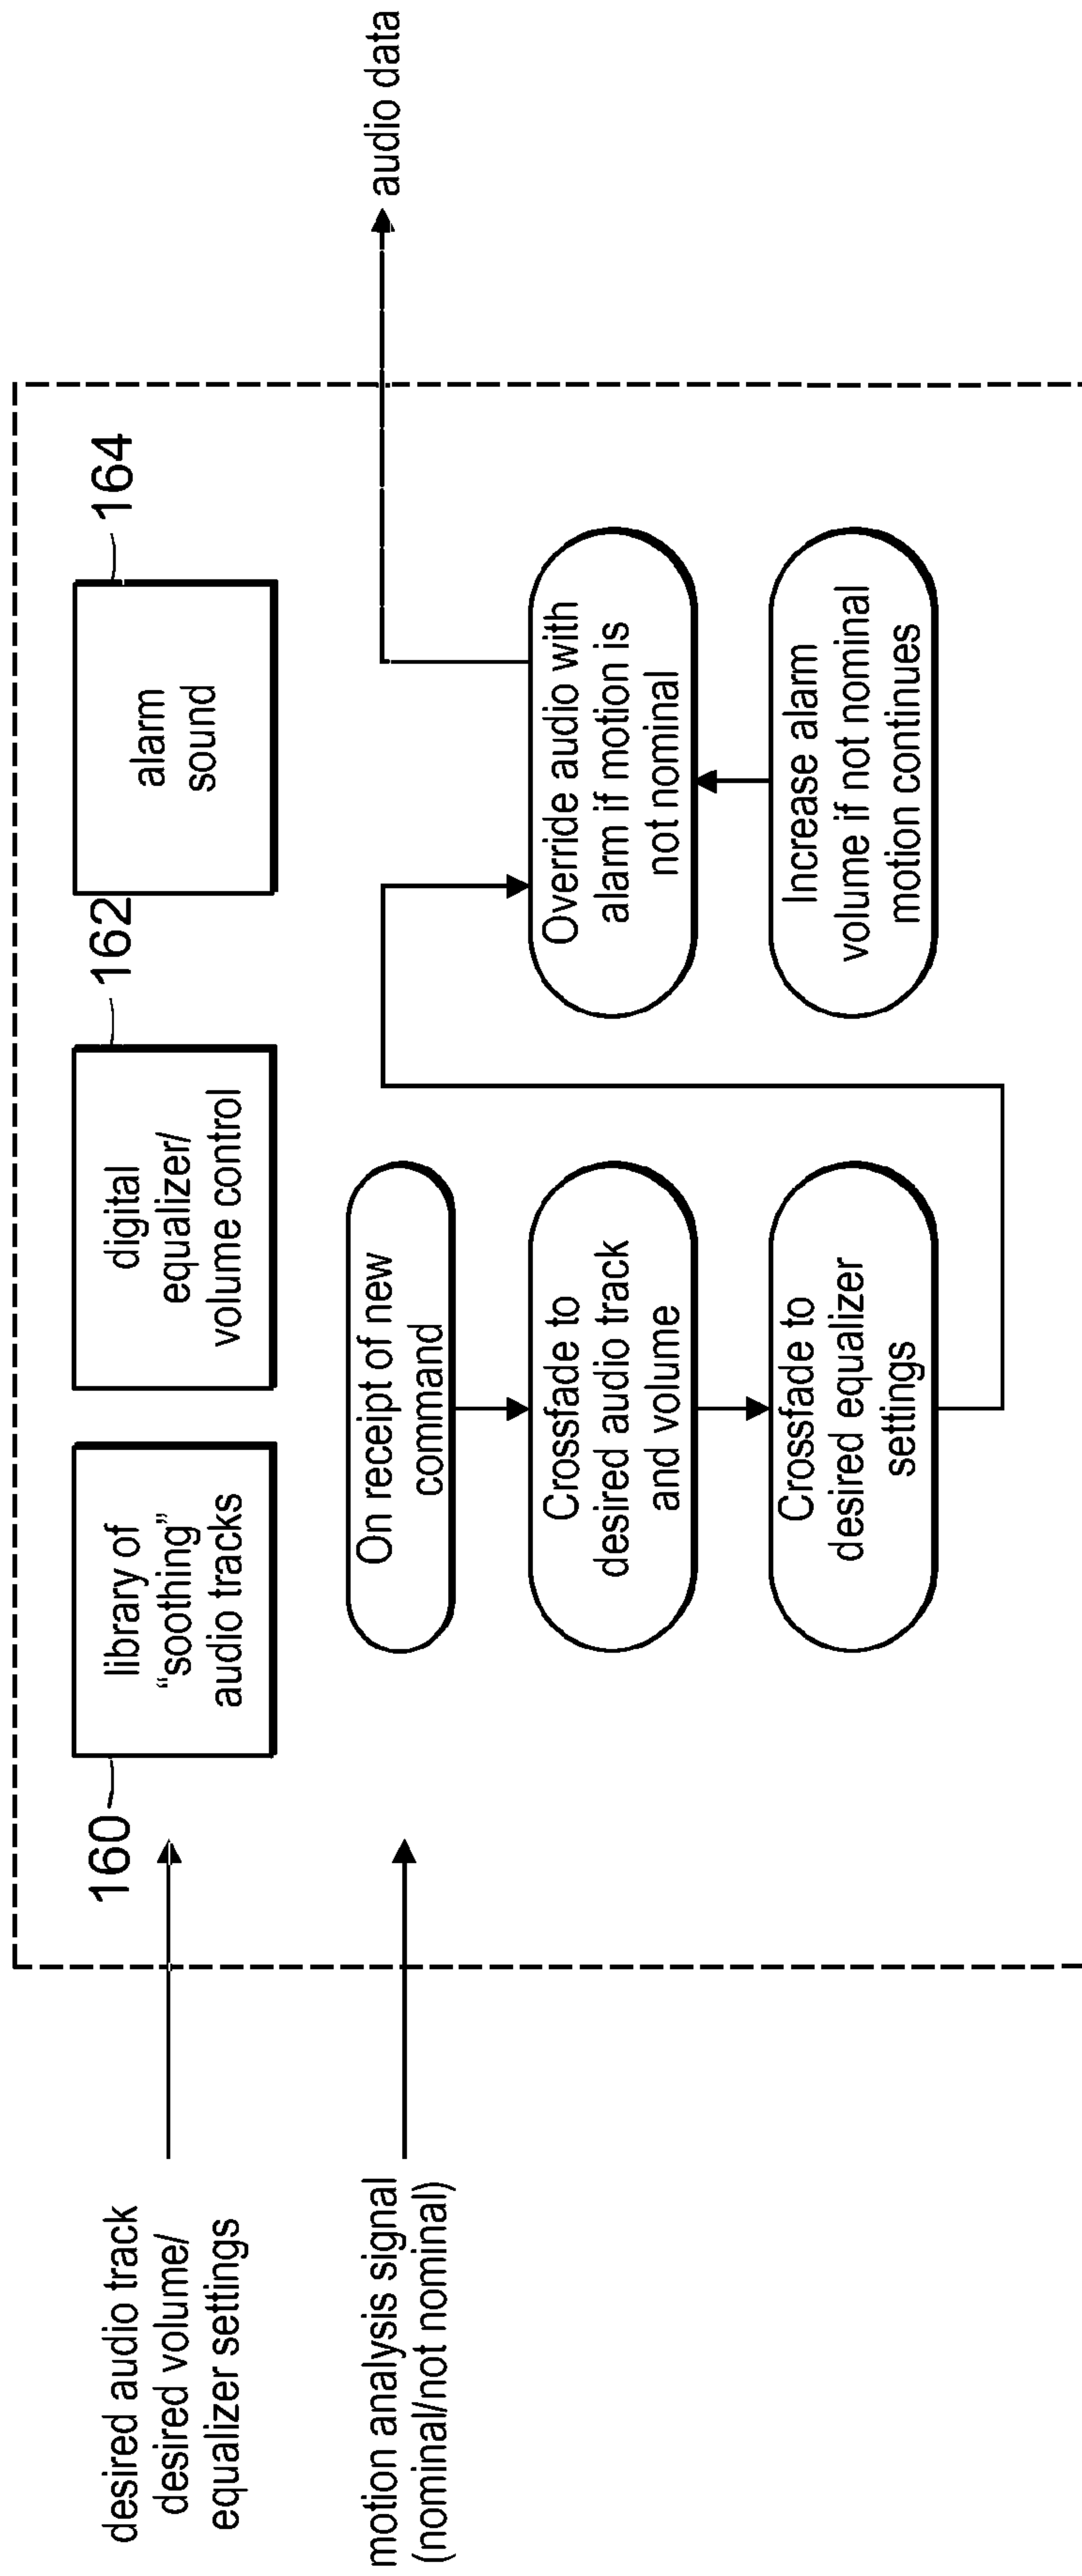 desired audio track
desired volume/
equalizer settings
motion analysis signal
(nominal/not nominal)
160
library of
“soothing”
audio tracks
digital
equalizer/
volume control
162
alarm
sound
164
On receipt of new
command
Crossfade to
desired audio track
and volume
Crossfade to
desired equalizer
settings
Override audio with
alarm if motion is
not nominal
Increase alarm
volume if not nominal
motion continues
audio data